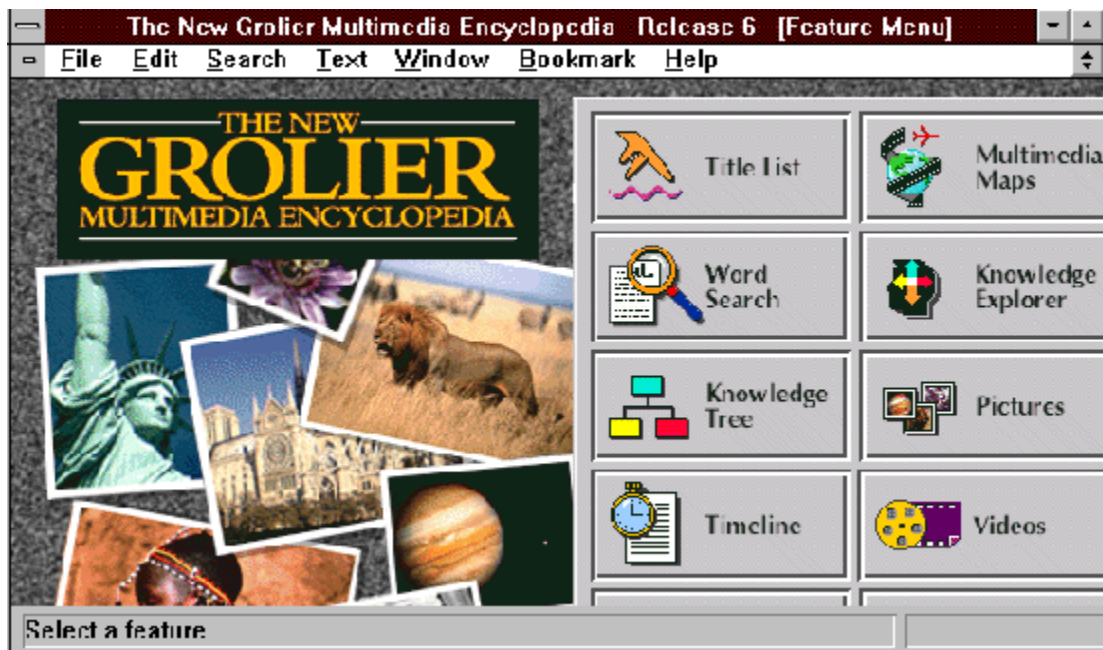 The New Grolier Multimedia Encyclopedia Release 6 [Feature Menu]
File Edit Search Text Window Bookmark Help
THE NEW
GROLIER
MULTIMEDIA ENCYCLOPEDIA
Title List
Multimedia
Maps
Word
Search
Knowledge
Explorer
Knowledge
Tree
Pictures
Timeline
Videos
Select a feature